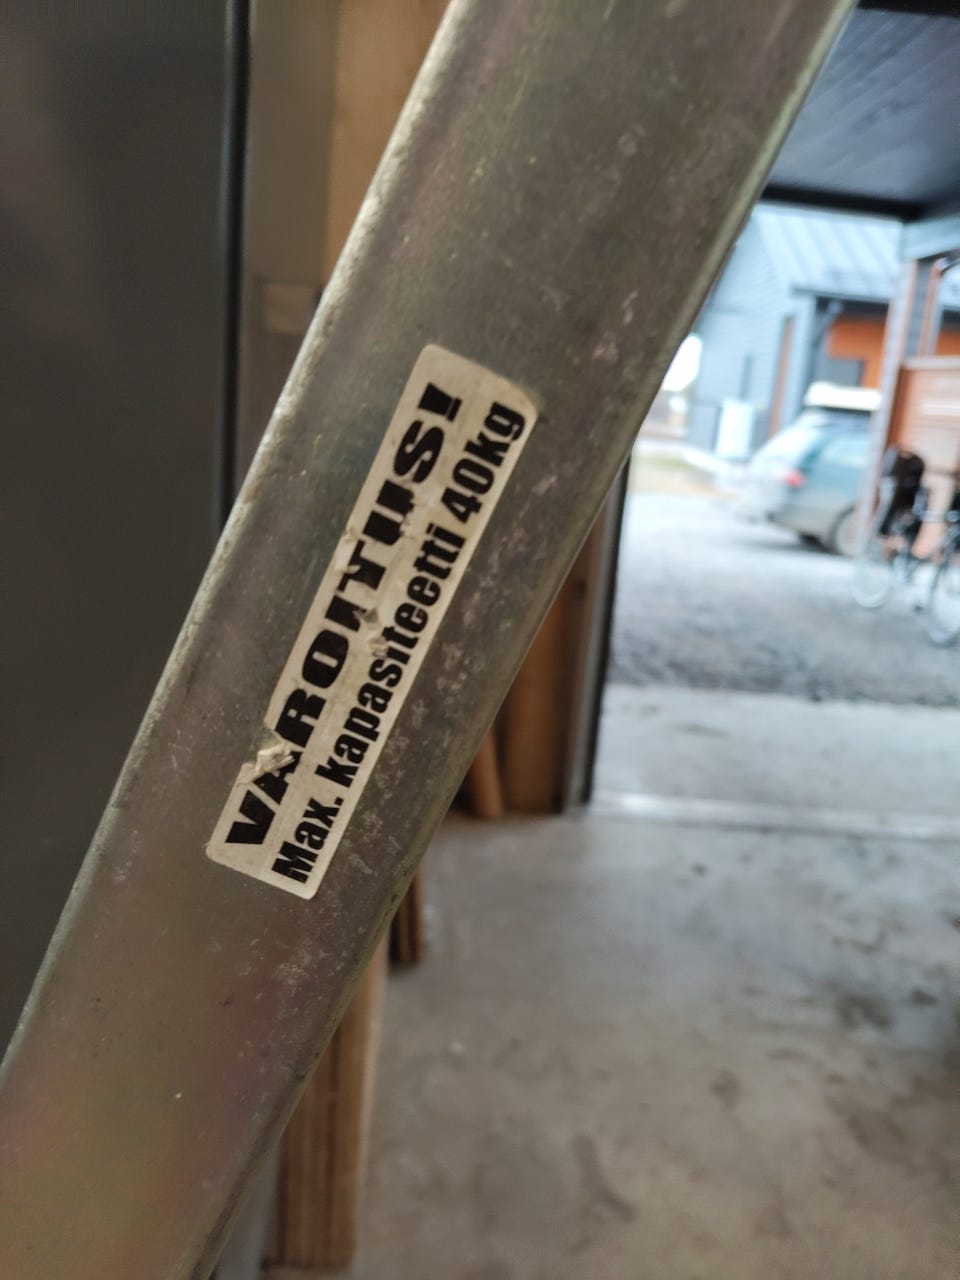 VAROITUS!
Max. kapasiteetti 40kg